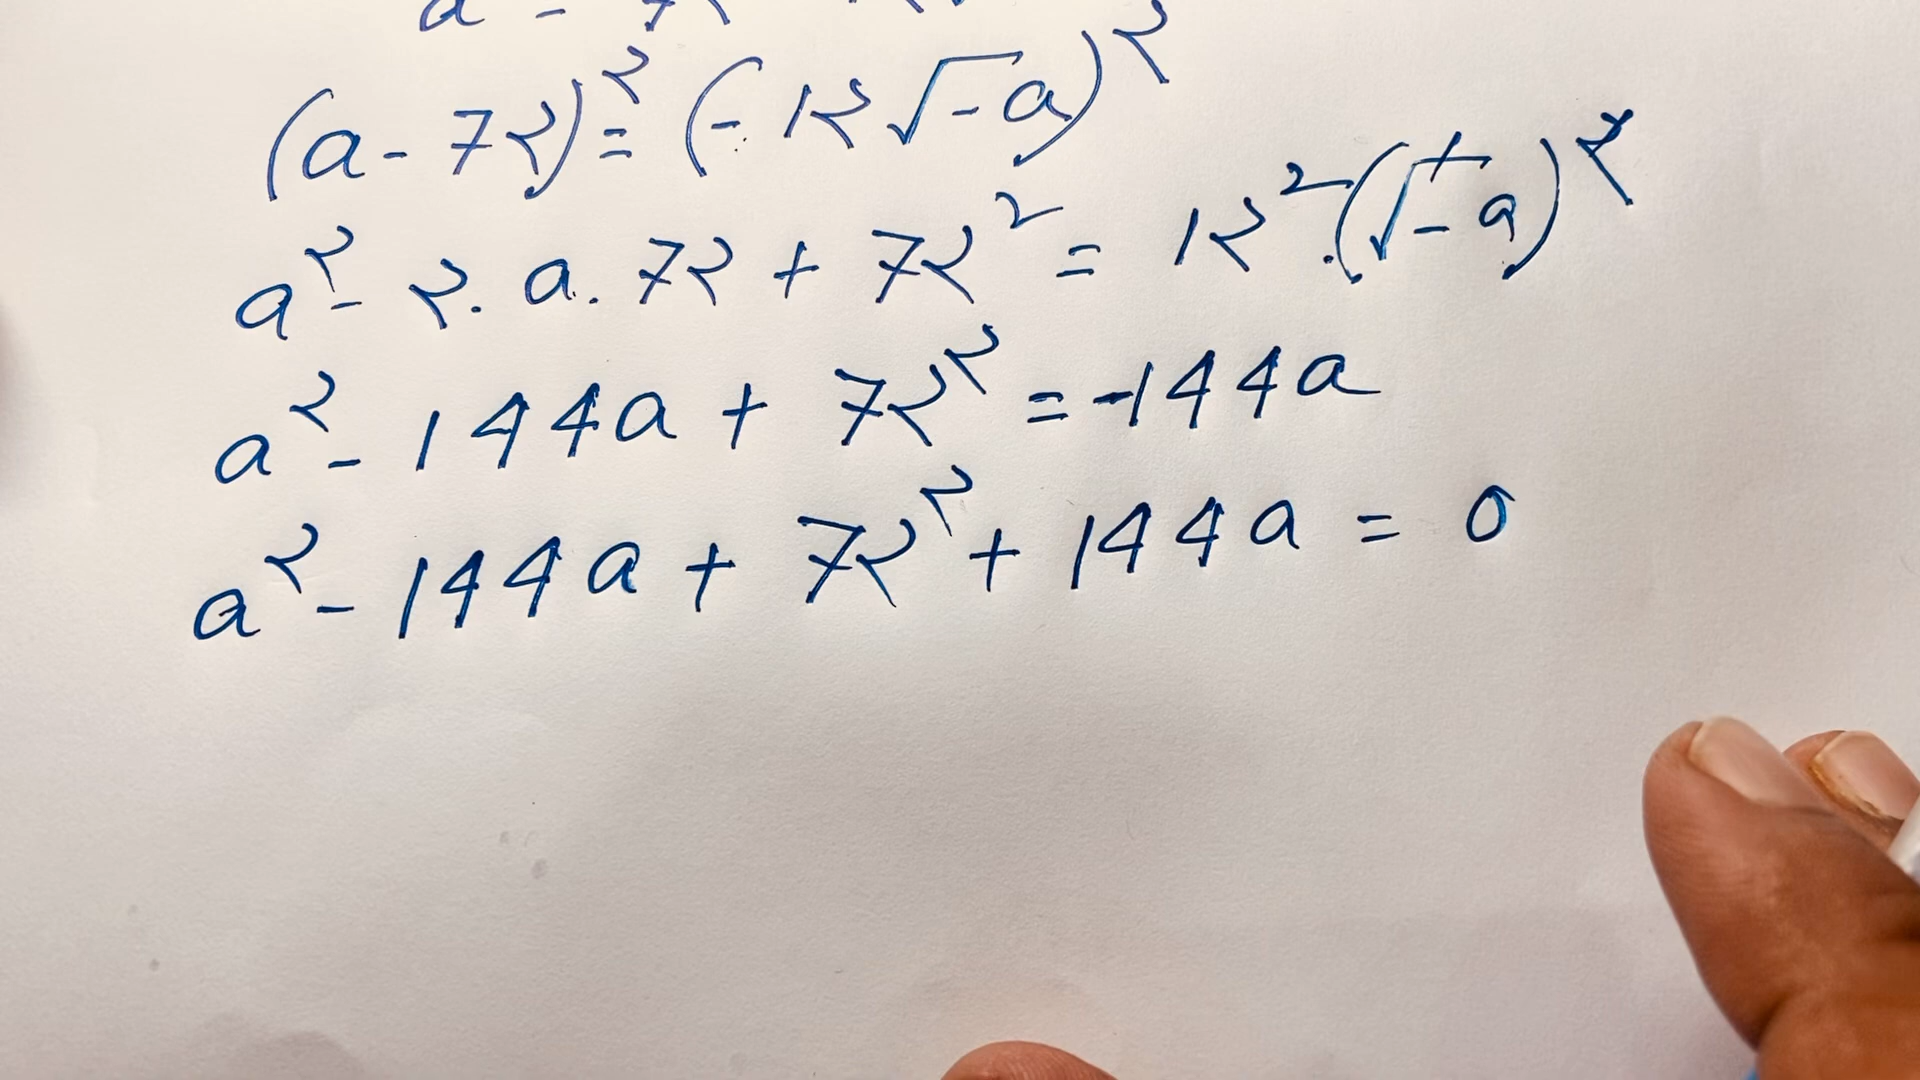 (a - 72)² = (- 12√-a)²
a² - 2. a. 72 + 72² = 12².(√-a)²
a² - 144a + 72² = -144a
a² - 144a + 72² + 144a = 0